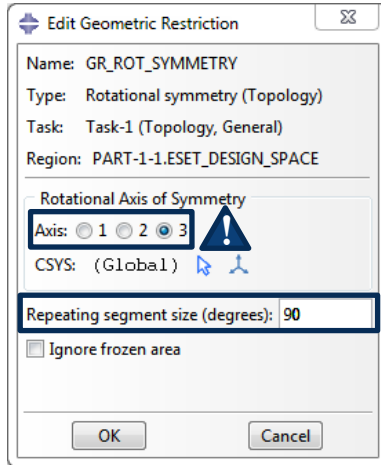 Edit Geometric Restriction
Name: GR_ROT_SYMMETRY
Type: Rotational symmetry (Topology)
Task: Task-1 (Topology, General)
Region: PART-1-1.ESET_DESIGN_SPACE
Rotational Axis of Symmetry
Axis: 1 2 3
CSYS: (Global)
Repeating segment size (degrees): 90
Ignore frozen area
OK Cancel